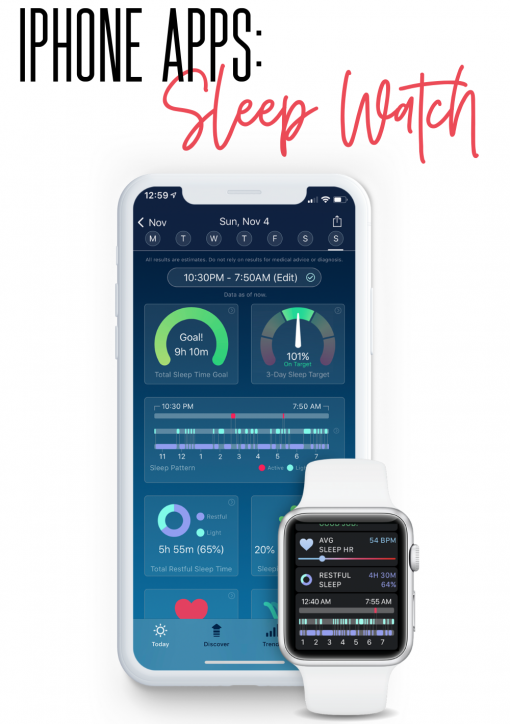 IPHONE APPS:
Sleep Watch
12:59
Nov
Sun, Nov 4
M T W T F S S
All results are estimates. Do not rely on results for medical advice or diagnosis.
10:30PM - 7:50AM (Edit)
Data as of now.
Goal!
9h 10m
Total Sleep Time Goal
101%
On Target
3-Day Sleep Target
10:30 PM 7:50 AM
11 12 1 2 3 4 5 6 7
Sleep Pattern Active
Restful
Light
5h 55m (65%)
Total Restful Sleep Time
20%
Today Discover
AVG 54 BPM
SLEEP HR
RESTFUL 4H 30M
SLEEP 64%
12:40 AM 7:55 AM
1 2 3 4 5 6 7